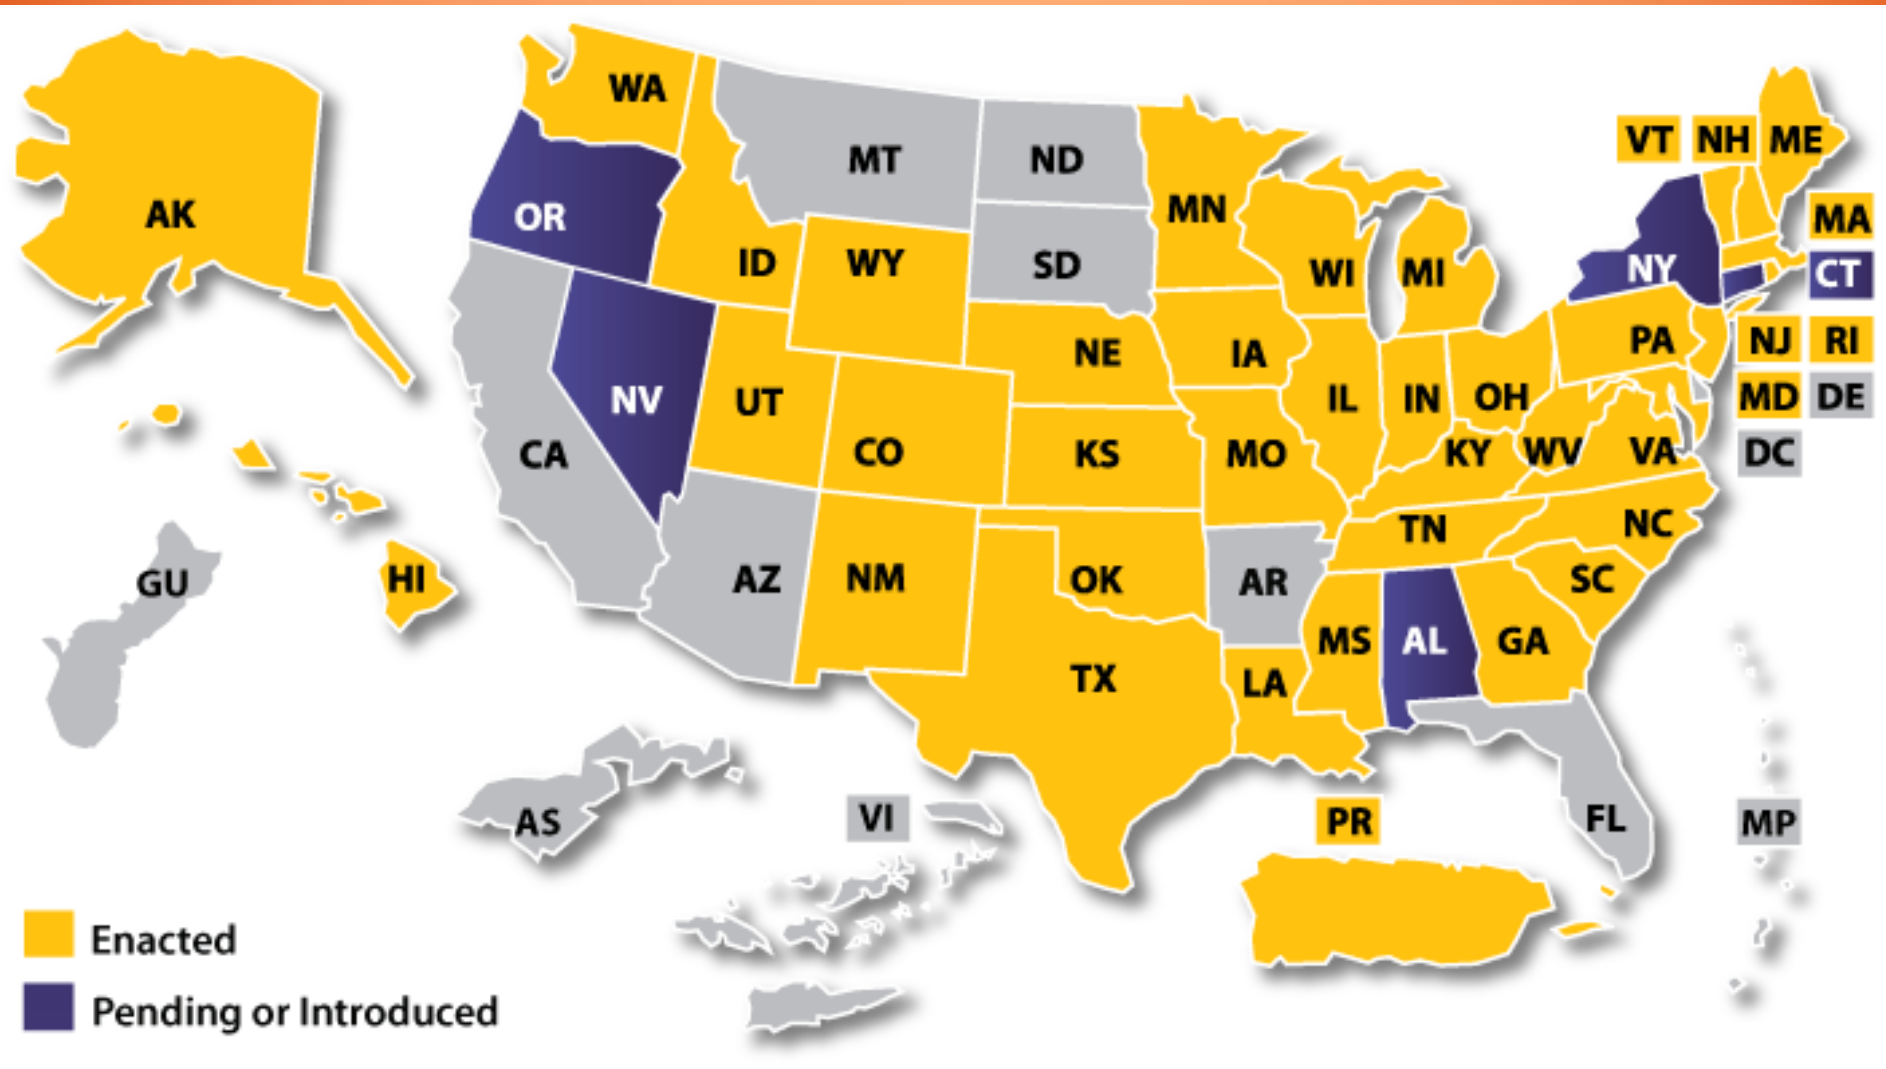 WA
VT NH ME
MT ND
AK
OR
MN
MA
ID WY SD WI MI NY CT
NE IA PA NJ RI
NV UT IL IN OH MD DE
CA CO KS MO KY WV VA DC
TN NC
GU HI AZ NM OK AR SC
MS AL GA
TX LA
AS VI PR FL MP
Enacted
Pending or Introduced